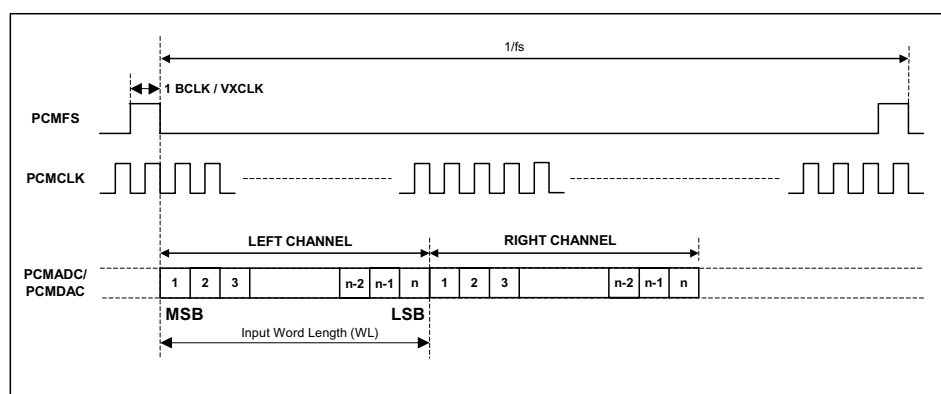 1/fs
1 BCLK / VXCLK
PCMFS
PCMCLK
LEFT CHANNEL RIGHT CHANNEL
PCMADC/
PCMDAC
1 2 3 n-2 n-1 n 1 2 3 n-2 n-1 n
MSB LSB
Input Word Length (WL)